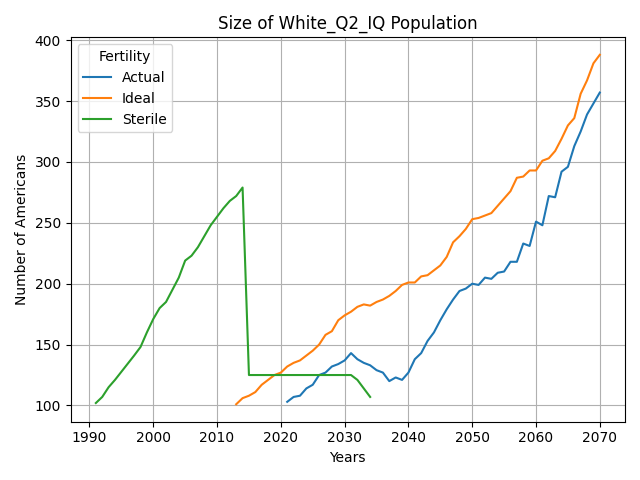 Size of White_Q2_IQ Population
Number of Americans
400
350
300
250
200
150
100
Fertility
Actual
Ideal
Sterile
1990 2000 2010 2020 2030 2040 2050 2060 2070
Years